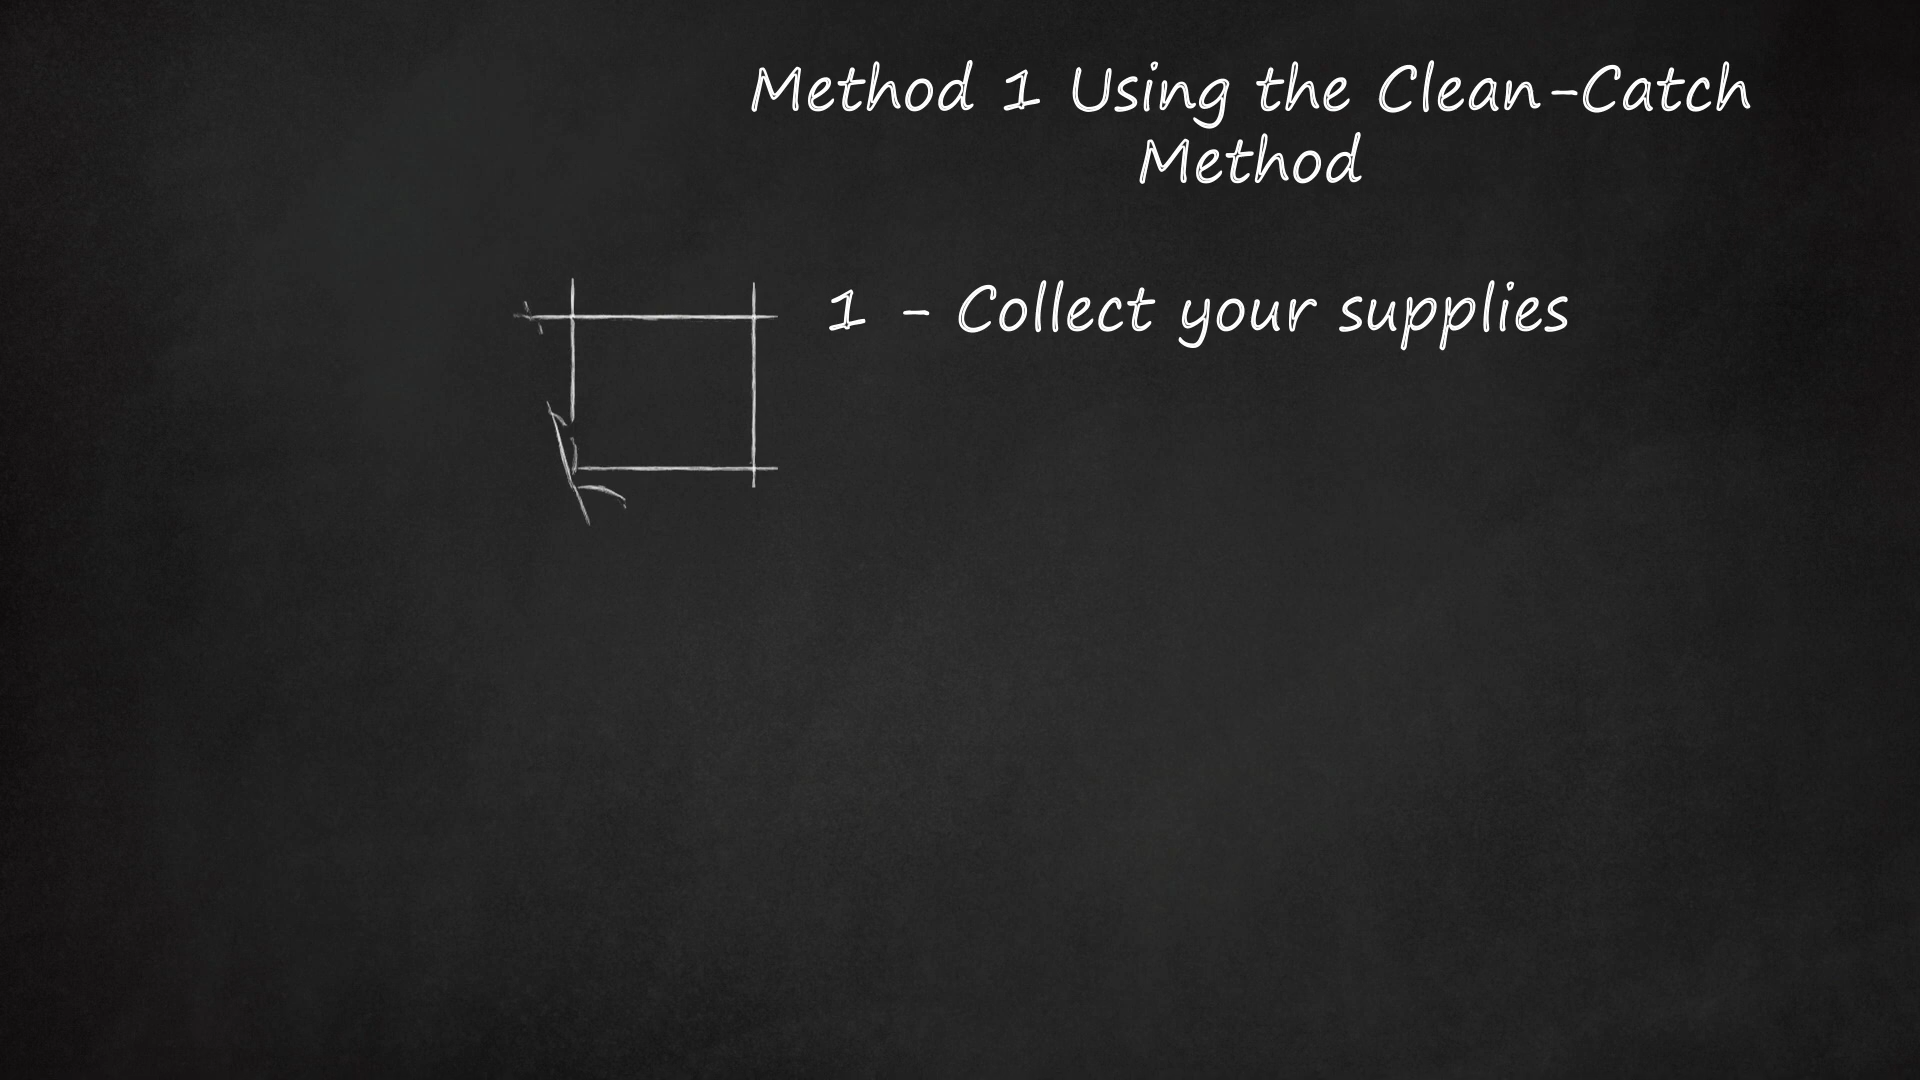 Method 1 Using the Clean-Catch
Method
1 - Collect your supplies